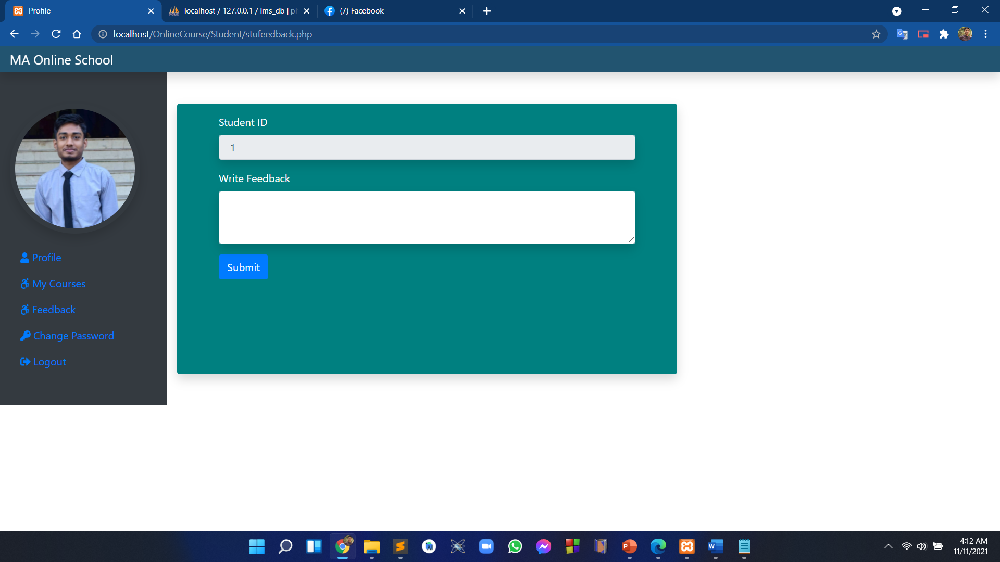 Profile
localhost / 127.0.0.1 / lms_db | p
(7) Facebook
localhost/OnlineCourse/Student/stufeedback.php
MA Online School
Student ID
1
Write Feedback
Submit
Profile
My Courses
Feedback
Change Password
Logout
4:12 AM
11/11/2021